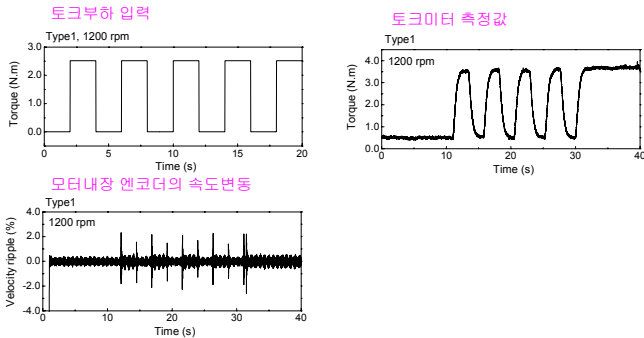 토크부하 입력
Type1, 1200 rpm
3.0
2.0
1.0
0.0
Torque (N.m)
0 5 10 15 20
Time (s)
토크미터 측정값
Type1
1200 rpm
4.0
3.0
2.0
1.0
0.0
Torque (N.m)
0 10 20 30 40
Time (s)
모터내장 엔코더의 속도변동
Type1
1200 rpm
4.0
2.0
0.0
-2.0
-4.0
Velocity ripple (%)
0 10 20 30 40
Time (s)